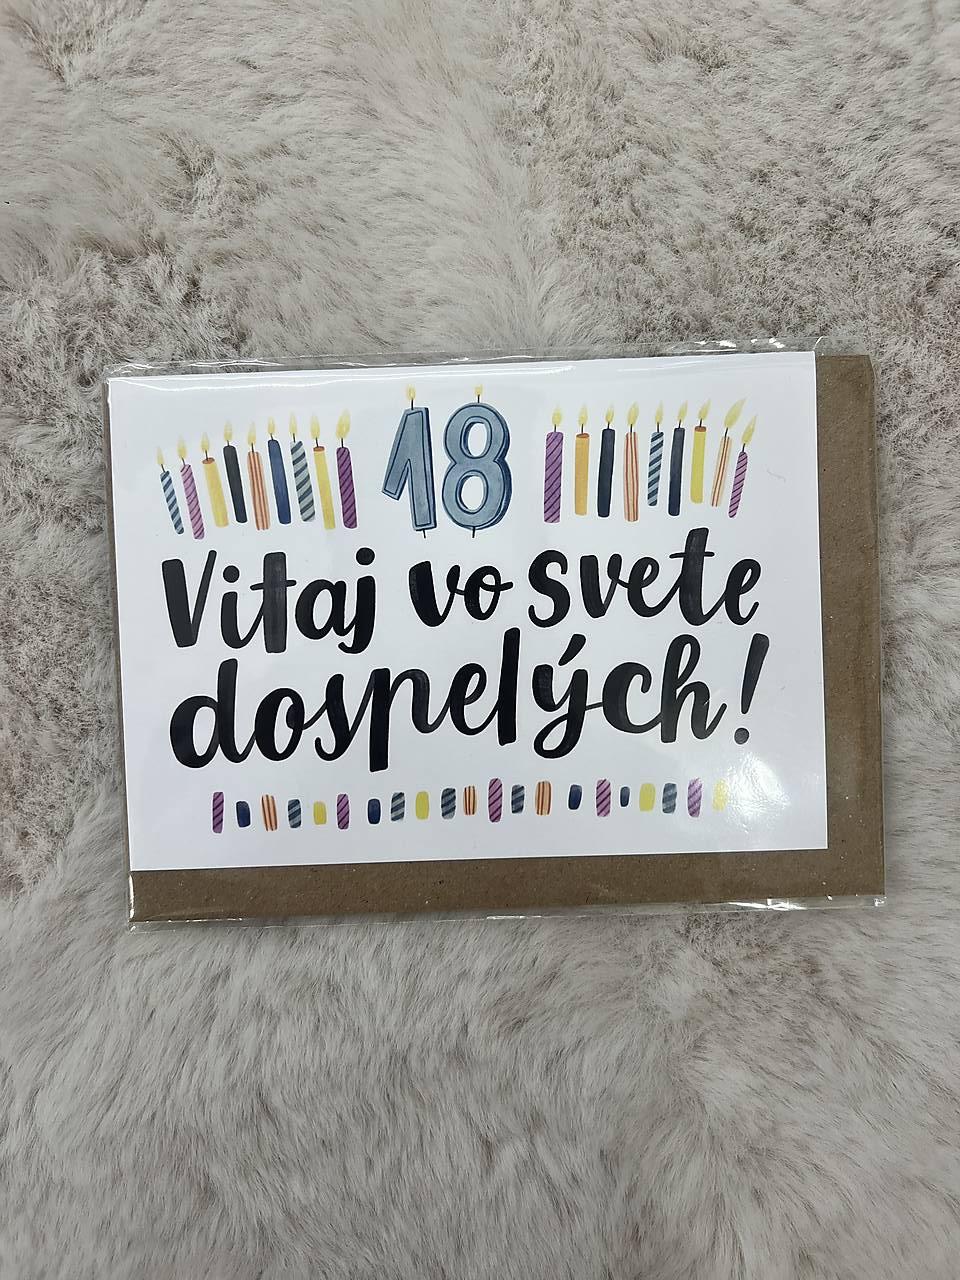 18
Vitaj vo svete
dospelých!